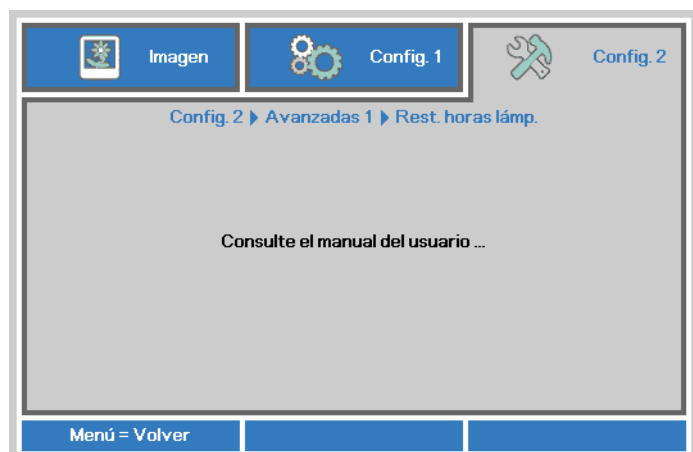 Imagen
Config. 1
Config. 2
Config. 2 ▶ Avanzadas 1 ▶ Rest. horas lámp.
Consulte el manual del usuario ...
Menú = Volver